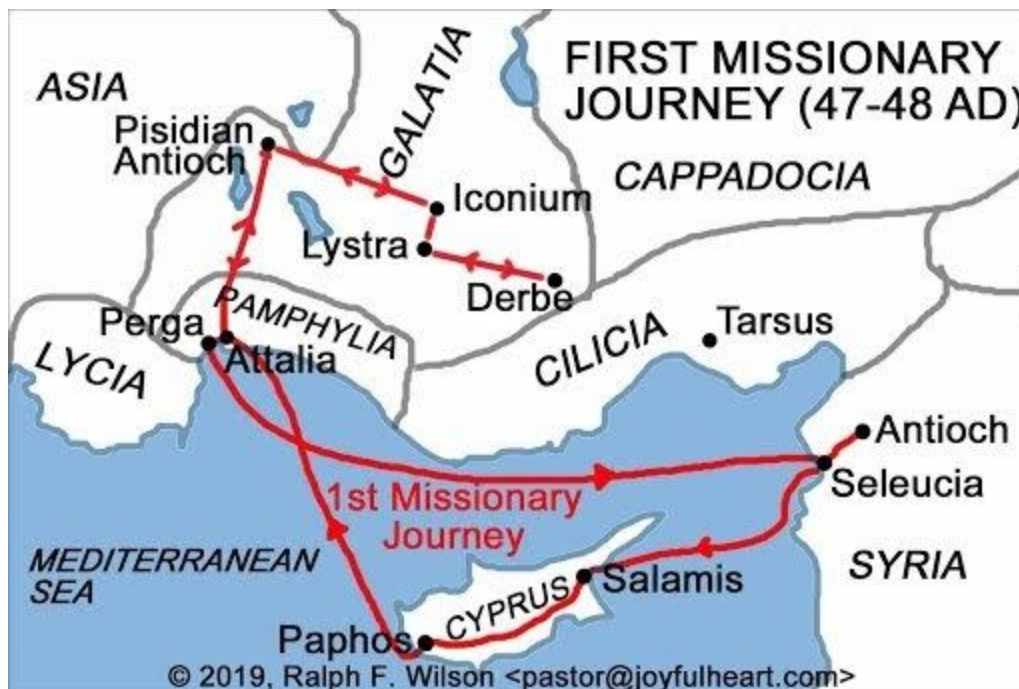 FIRST MISSIONARY
JOURNEY (47-48 AD)
ASIA
GALATIA
CAPPADOCIA
Pisidian
Antioch
Iconium
Lystra
Derbe
PAMPHYLIA
Perga
Attalia
LYCIA
CILICIA
Tarsus
Antioch
Seleucia
1st Missionary
Journey
MEDITERRANEAN
SEA
SYRIA
Salamis
CYPRUS
Paphos
© 2019, Ralph F. Wilson <pastor@joyfulheart.com>